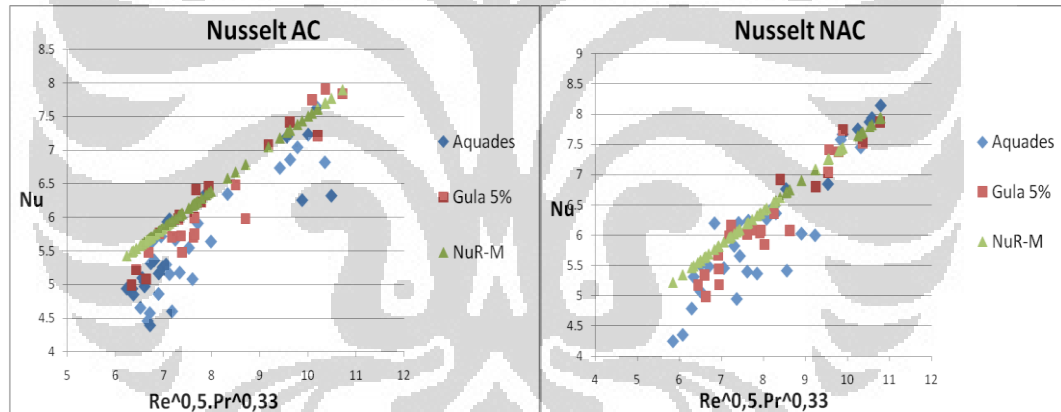 Nusselt AC
8.5
8
7.5
7
6.5
6
5.5
5
4.5
4
Nu
5 6 7 8 9 10 11 12
Re^0,5.Pr^0,33
Aquades
Gula 5%
NuR-M
Nusselt NAC
9
8.5
8
7.5
7
6.5
6
5.5
5
4.5
4
Nu
4 5 6 7 8 9 10 11 12
Re^0,5.Pr^0,33
Aquades
Gula 5%
NuR-M